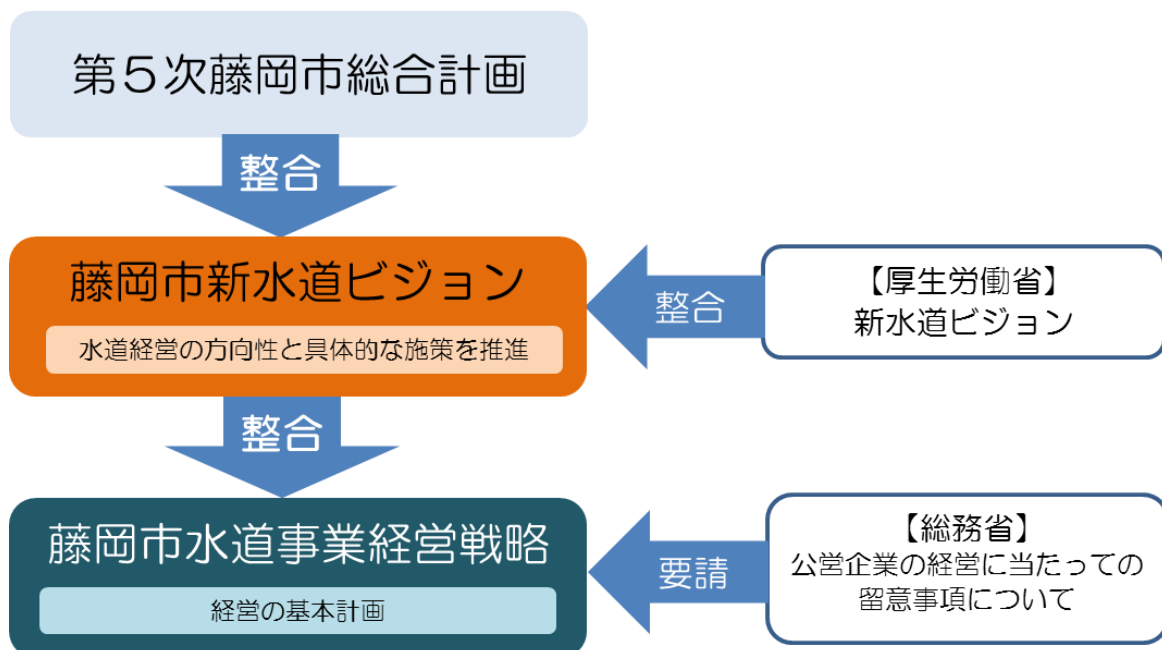 第５次藤岡市総合計画
整合
藤岡市新水道ビジョン
水道経営の方向性と具体的な施策を推進
整合
【厚生労働省】
新水道ビジョン
整合
藤岡市水道事業経営戦略
経営の基本計画
要請
【総務省】
公営企業の経営に当たっての
留意事項について